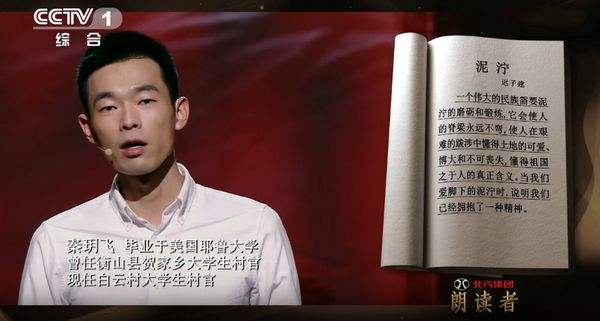 CCTV 1
综合
秦玥飞 毕业于美国耶鲁大学
曾任衡山县贺家乡大学生村官
现任白云村大学生村官
泥泞
迟子建
一个伟大的民族需要泥
泞的磨砺和锻炼,它会使人
的脊梁永远不弯,使人在艰
难的跋涉中懂得土地的可爱、
博大和不可丧失,懂得祖国
之于人的真正含义。当我们
爱脚下的泥泞时,说明我们
已经拥抱了一种精神。
北汽集团
朗读者